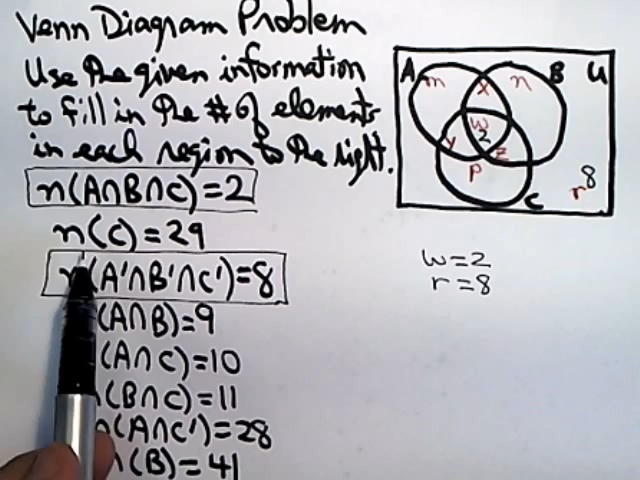 Venn Diagram Problem
Use the given information
to fill in the # of elements
in each region to the right.
n(A∩B∩C)=2
n(C)=29
n(A'∩B'∩C')=8
(A∩B)=9
(A∩C)=10
n(B∩C)=11
n(A∩C')=28
n(B)=41
A B U
m x n
w
2
y z
p
8
r
C
w=2
r=8